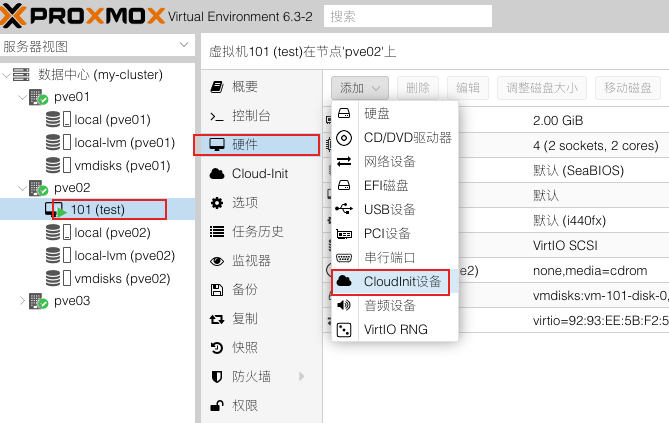 PROXMOX Virtual Environment 6.3-2 搜索
服务器视图
数据中心 (my-cluster)
pve01
local (pve01)
local-lvm (pve01)
vmdisks (pve01)
pve02
101 (test)
local (pve02)
local-lvm (pve02)
vmdisks (pve02)
pve03
虚拟机101 (test)在节点'pve02'上
概要
控制台
硬件
Cloud-Init
选项
任务历史
监视器
备份
复制
快照
防火墙
权限
添加 删除 编辑 调整磁盘大小 移动磁盘
硬盘
CD/DVD驱动器
网络设备
EFI磁盘
USB设备
PCI设备
串行端口
CloudInit设备
音频设备
VirtIO RNG
2.00 GiB
4 (2 sockets, 2 cores)
默认 (SeaBIOS)
默认
默认 (i440fx)
VirtIO SCSI
e2) none,media=cdrom
vmdisks:vm-101-disk-0,
virtio=92:93:EE:5B:F2:5